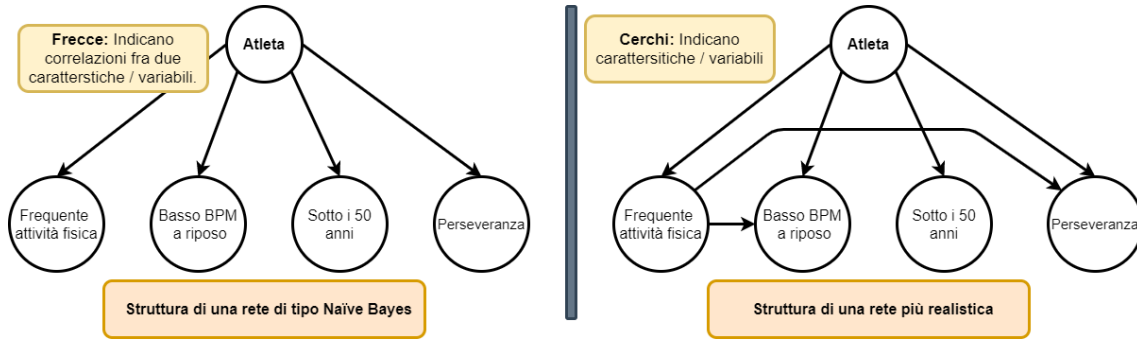 Frecce: Indicano
correlazioni fra due
caratterstiche / variabili.
Atleta
Frequente
attività fisica
Basso BPM
a riposo
Sotto i 50
anni
Perseveranza
Struttura di una rete di tipo Naïve Bayes
Cerchi: Indicano
carattersitiche / variabili
Atleta
Frequente
attività fisica
Basso BPM
a riposo
Sotto i 50
anni
Perseveranza
Struttura di una rete più realistica